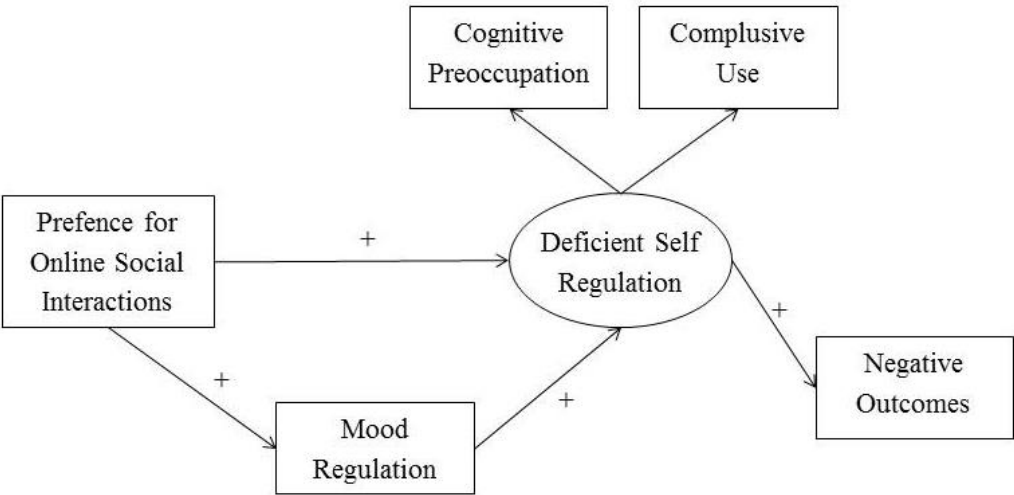 Cognitive
Preoccupation
Complusive
Use
Prefence for
Online Social
Interactions
+
Deficient Self
Regulation
+
+
Mood
Regulation
+
Negative
Outcomes